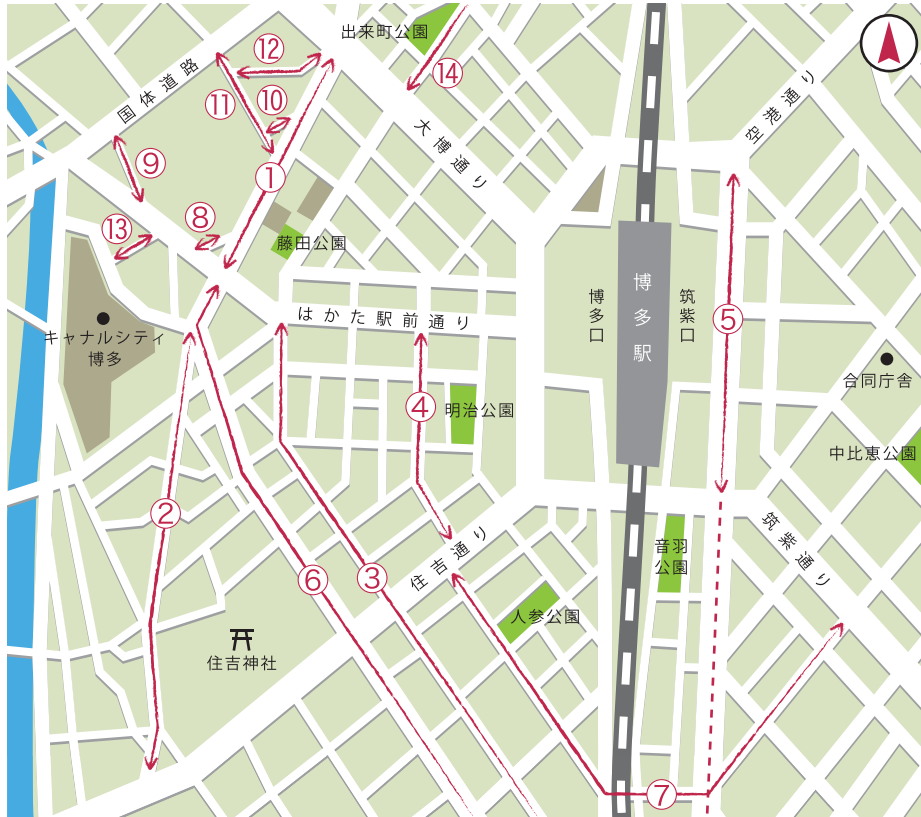 出来町公園
⑫
⑭
国体道路
⑪
⑩
空港通り
大博通り
⑨
①
⑧
⑬
藤田公園
はかた駅前通り
博多口
博多駅
筑紫口
⑤
キャナルシティ
博多
合同庁舎
④
明治公園
中比恵公園
②
筑紫通り
住吉通り
音羽
公園
⑥
③
人参公園
住吉神社
⑦